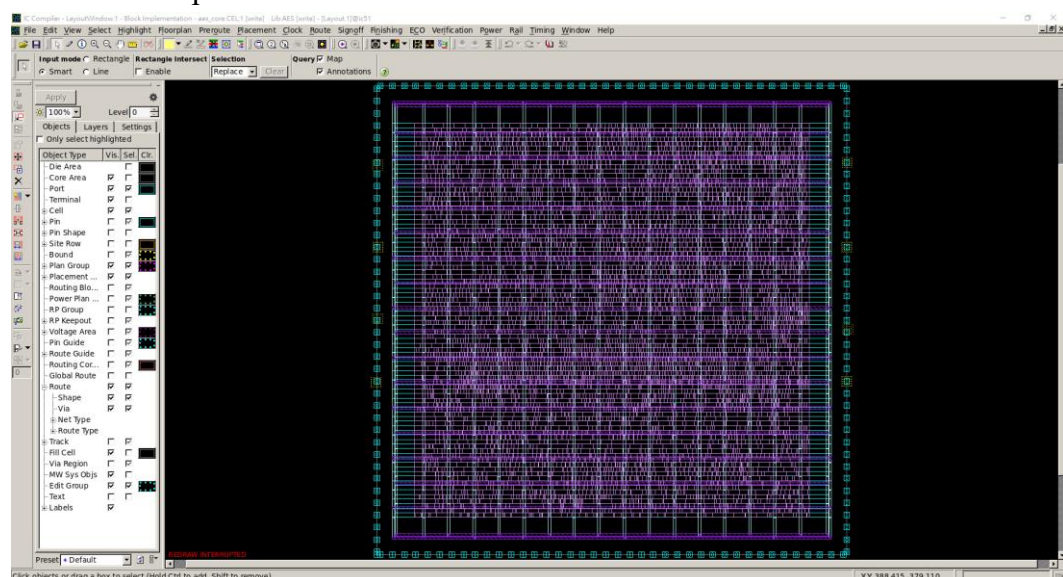 IC Compiler - LayoutWindow.1 - Block Implementation - aes_core.CEL;1 [write]   Lib:AES [write] - [Layout.1]
File Edit View Select Highlight Floorplan Preroute Placement Clock Route Signoff Finishing ECO Verification Power Rail Timing Window Help
Input mode Rectangle Rectangle Intersect Selection Query Map
Smart Line Enable Replace Clear Annotations
Apply
100% Level 0
Objects Layers Settings
Only select highlighted
Object Type Vis. Sel. Clr.
Die Area
Core Area
Port
Terminal
Cell
Pin
Pin Shape
Site Row
Bound
Plan Group
Placement ...
Routing Blo...
Power Plan ...
RP Group
RP Keepout
Voltage Area
Pin Guide
Route Guide
Routing Cor...
Global Route
Route
Shape
Via
Net Type
Route Type
Track
Fill Cell
Via Region
MW Sys Objs
Edit Group
Text
Labels
0
Preset Default
REDRAW INTERRUPTED
Click objects or drag a box to select (Hold Ctrl to add, Shift to remove)
XY 388.415, 379.110